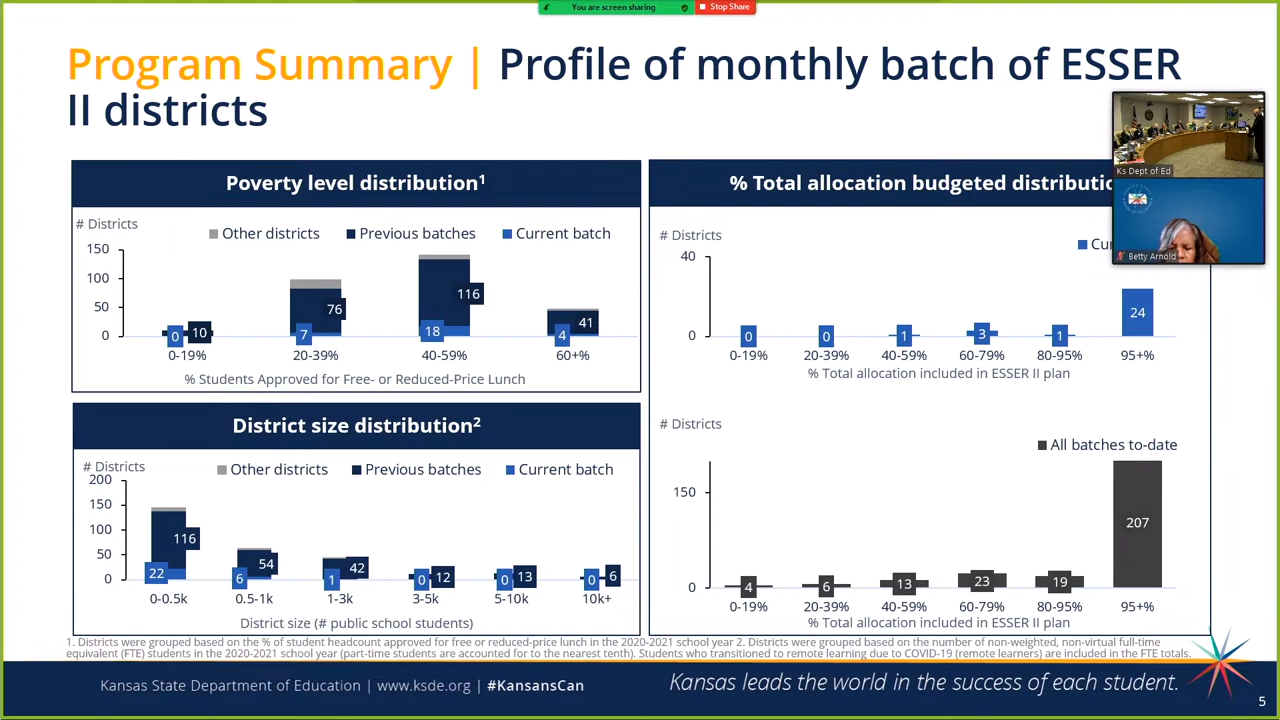 You are screen sharing
Stop Share
Program Summary | Profile of monthly batch of ESSER
II districts
Ks Dept of Ed
Betty Arnold
Poverty level distribution¹
# Districts
Other districts
Previous batches
Current batch
150
100
50
0
0
10
7
76
18
116
4
41
0-19%
20-39%
40-59%
60+%
% Students Approved for Free- or Reduced-Price Lunch
District size distribution²
# Districts
Other districts
Previous batches
Current batch
200
150
100
50
0
22
116
6
54
1
42
0
12
0
13
0
6
0-0.5k
0.5-1k
1-3k
3-5k
5-10k
10k+
District size (# public school students)
% Total allocation budgeted
# Districts
40
0
0
0
1
3
1
24
0-19%
20-39%
40-59%
60-79%
80-95%
95+%
% Total allocation included in ESSER II plan
# Districts
All batches to-date
150
0
4
6
13
23
19
207
0-19%
20-39%
40-59%
60-79%
80-95%
95+%
% Total allocation included in ESSER II plan
1. Districts were grouped based on the % of student headcount approved for free or reduced-price lunch in the 2020-2021 school year 2. Districts were grouped based on the number of non-weighted, non-virtual full-time
equivalent (FTE) students in the 2020-2021 school year (part-time students are accounted for to the nearest tenth). Students who transitioned to remote learning due to COVID-19 (remote learners) are included in the FTE totals.
Kansas State Department of Education | www.ksde.org | #KansansCan
Kansas leads the world in the success of each student.
5